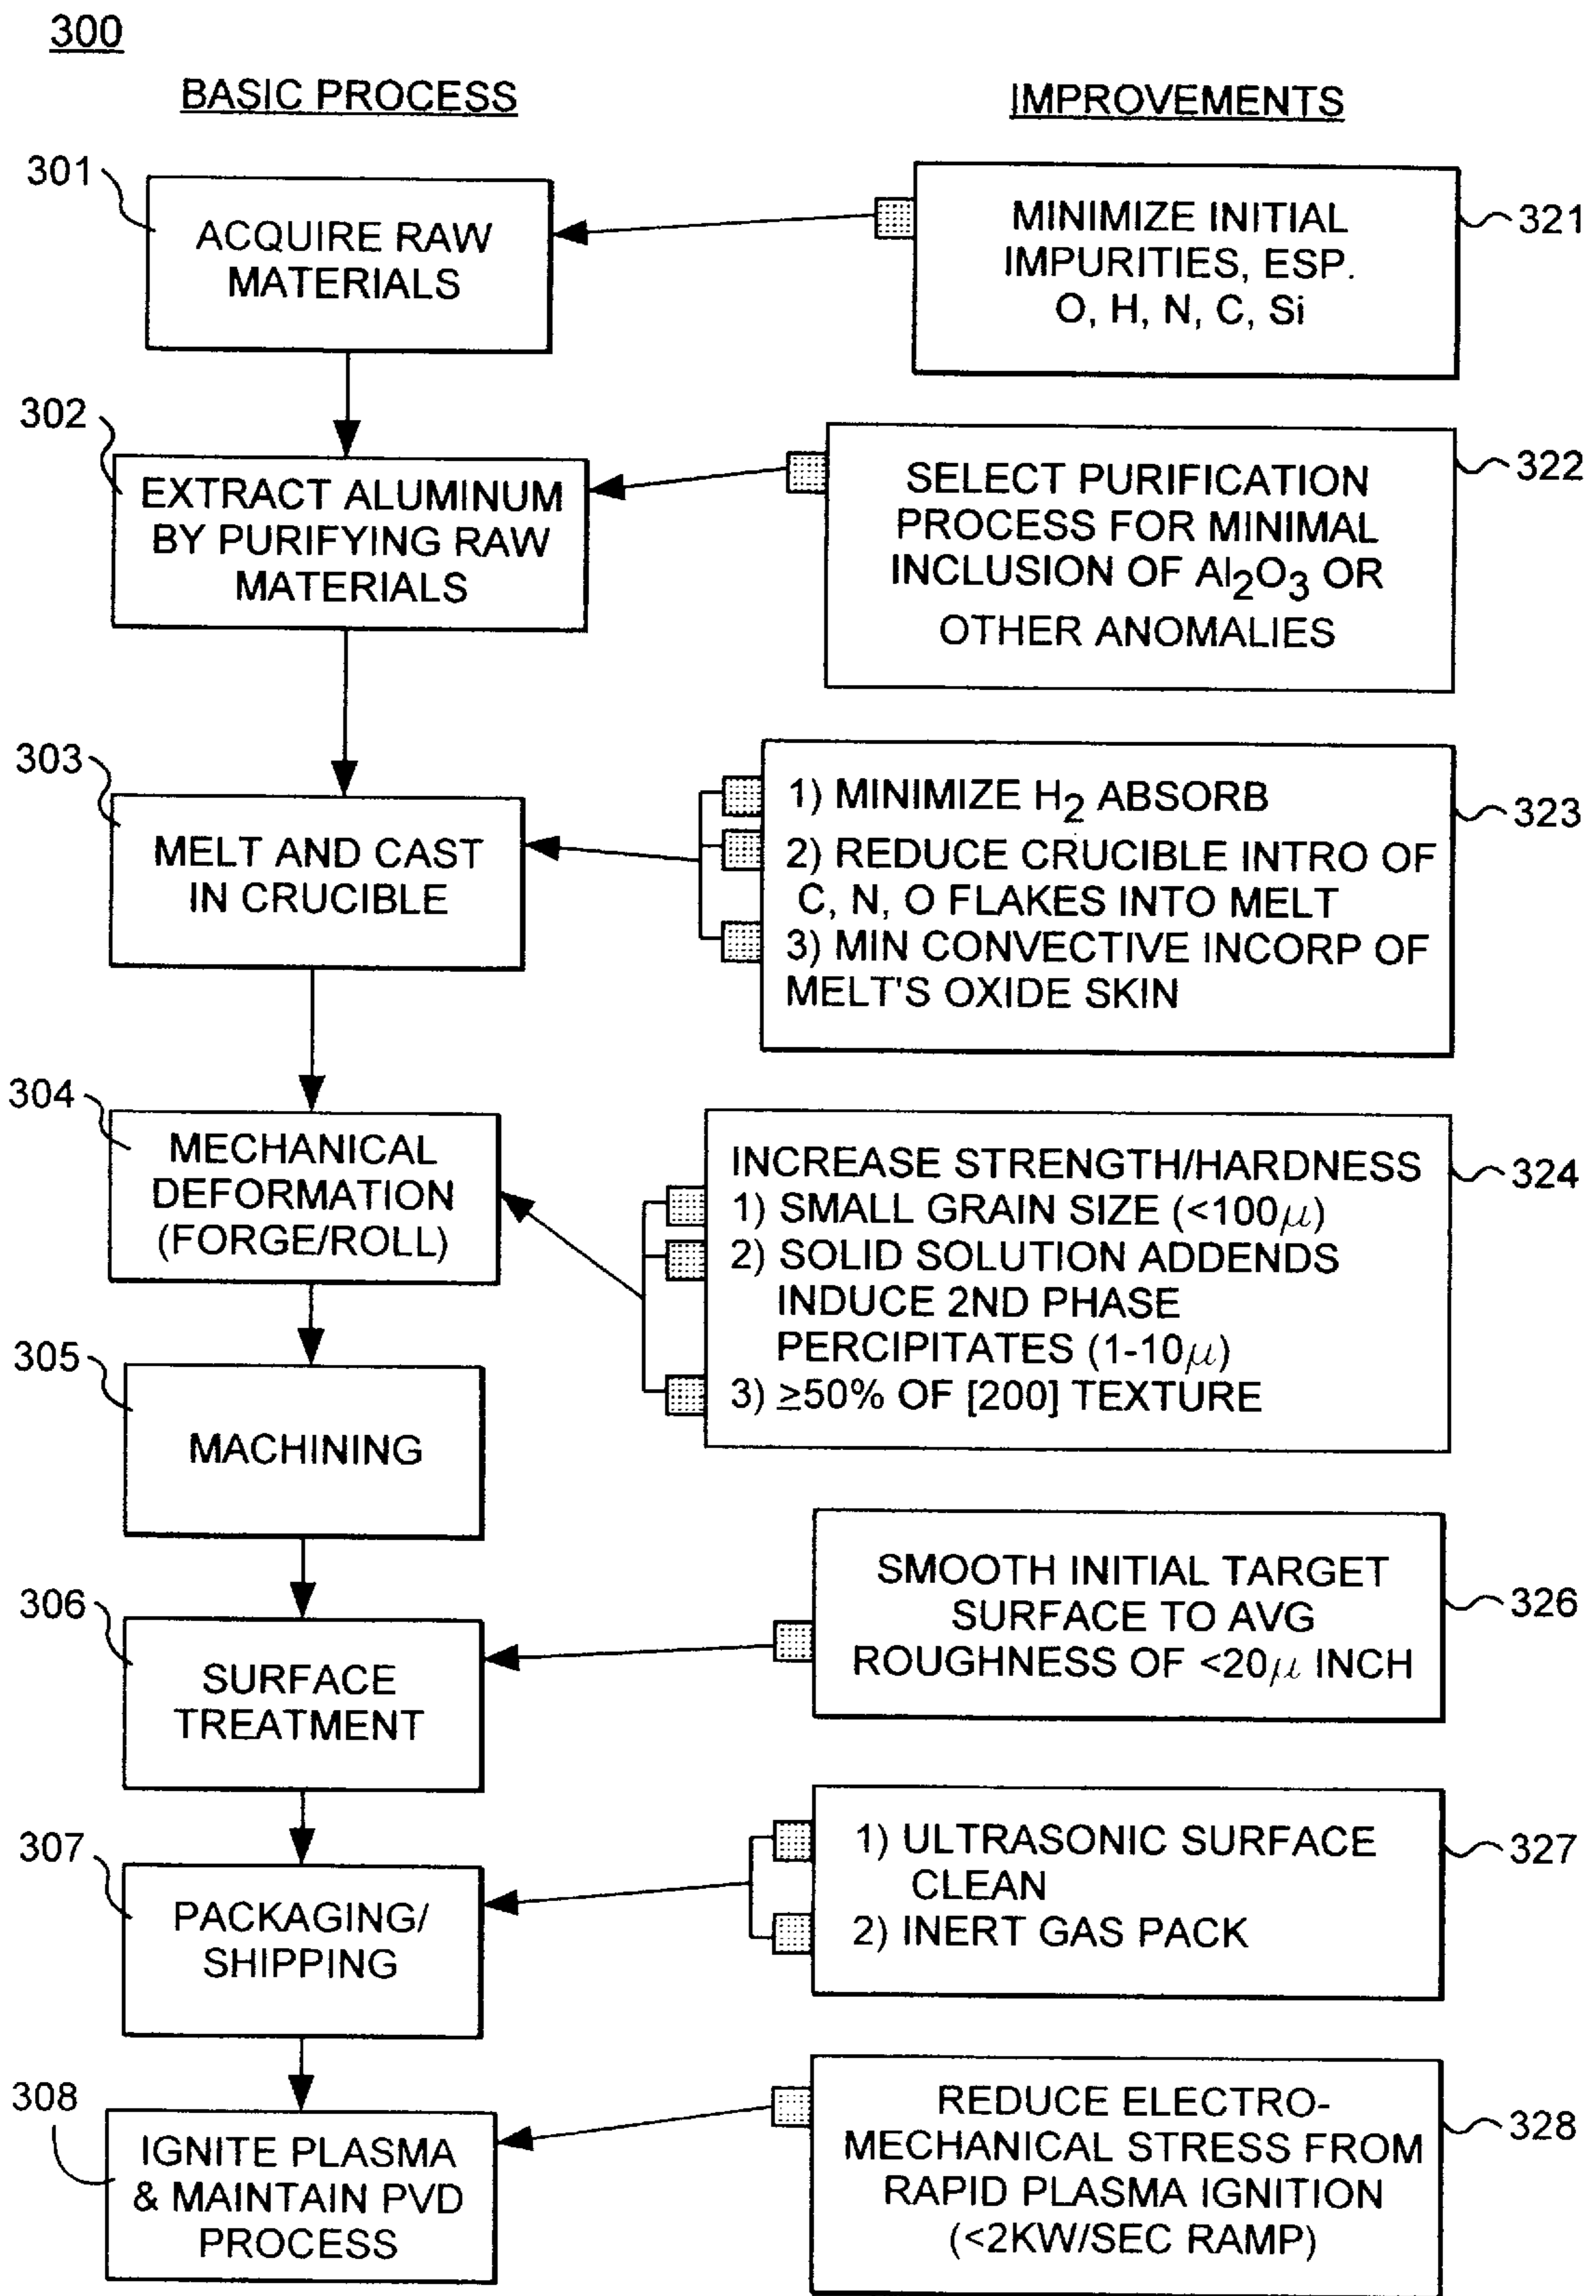 300
BASIC PROCESS
IMPROVEMENTS
301
ACQUIRE RAW
MATERIALS
MINIMIZE INITIAL
IMPURITIES, ESP.
O, H, N, C, Si
321
302
EXTRACT ALUMINUM
BY PURIFYING RAW
MATERIALS
SELECT PURIFICATION
PROCESS FOR MINIMAL
INCLUSION OF Al₂O₃ OR
OTHER ANOMALIES
322
303
MELT AND CAST
IN CRUCIBLE
1) MINIMIZE H₂ ABSORB
2) REDUCE CRUCIBLE INTRO OF
C, N, O FLAKES INTO MELT
3) MIN CONVECTIVE INCORP OF
MELT'S OXIDE SKIN
323
304
MECHANICAL
DEFORMATION
(FORGE/ROLL)
INCREASE STRENGTH/HARDNESS
1) SMALL GRAIN SIZE (<100μ)
2) SOLID SOLUTION ADDENDS
INDUCE 2ND PHASE
PERCIPITATES (1-10μ)
3) ≥50% OF [200] TEXTURE
324
305
MACHINING
306
SURFACE
TREATMENT
SMOOTH INITIAL TARGET
SURFACE TO AVG
ROUGHNESS OF <20μ INCH
326
307
PACKAGING/
SHIPPING
1) ULTRASONIC SURFACE
CLEAN
2) INERT GAS PACK
327
308
IGNITE PLASMA
& MAINTAIN PVD
PROCESS
REDUCE ELECTRO-
MECHANICAL STRESS FROM
RAPID PLASMA IGNITION
(<2KW/SEC RAMP)
328